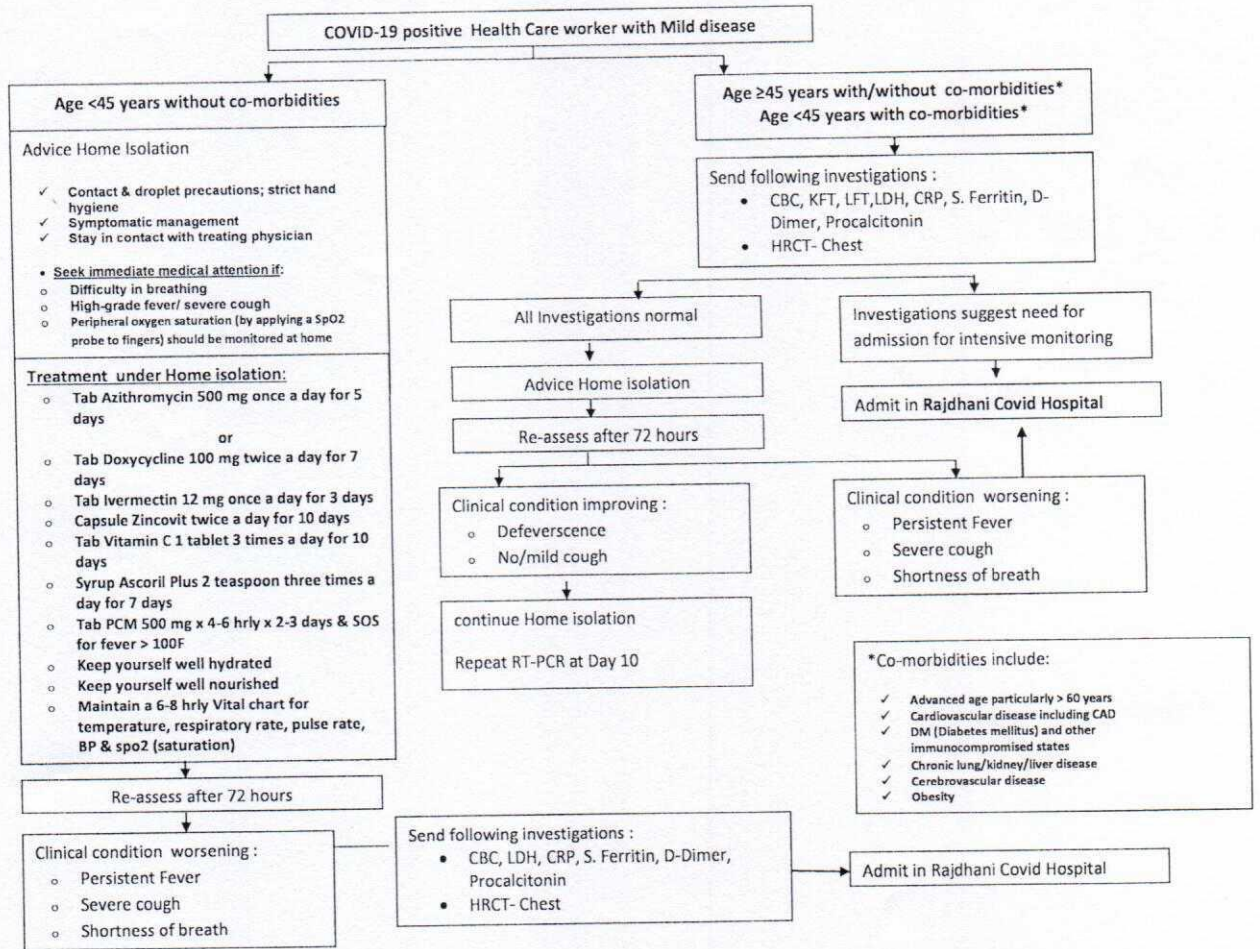 COVID-19 positive Health Care worker with Mild disease
Age <45 years without co-morbidities
Advice Home Isolation
✓ Contact & droplet precautions; strict hand
hygiene
✓ Symptomatic management
✓ Stay in contact with treating physician
• Seek immediate medical attention if:
o Difficulty in breathing
o High-grade fever/ severe cough
o Peripheral oxygen saturation (by applying a SpO2
probe to fingers) should be monitored at home
Treatment under Home isolation:
o Tab Azithromycin 500 mg once a day for 5
days
or
o Tab Doxycycline 100 mg twice a day for 7
days
o Tab Ivermectin 12 mg once a day for 3 days
o Capsule Zincovit twice a day for 10 days
o Tab Vitamin C 1 tablet 3 times a day for 10
days
o Syrup Ascoril Plus 2 teaspoon three times a
day for 7 days
o Tab PCM 500 mg x 4-6 hrly x 2-3 days & SOS
for fever > 100F
o Keep yourself well hydrated
o Keep yourself well nourished
o Maintain a 6-8 hrly Vital chart for
temperature, respiratory rate, pulse rate,
BP & spo2 (saturation)
Re-assess after 72 hours
Clinical condition worsening :
o Persistent Fever
o Severe cough
o Shortness of breath
Send following investigations :
• CBC, LDH, CRP, S. Ferritin, D-Dimer,
Procalcitonin
• HRCT- Chest
Admit in Rajdhani Covid Hospital
Age ≥45 years with/without co-morbidities*
Age <45 years with co-morbidities*
Send following investigations :
• CBC, KFT, LFT,LDH, CRP, S. Ferritin, D-
Dimer, Procalcitonin
• HRCT- Chest
All Investigations normal
Advice Home isolation
Re-assess after 72 hours
Clinical condition improving :
o Defeverscence
o No/mild cough
continue Home isolation
Repeat RT-PCR at Day 10
Investigations suggest need for
admission for intensive monitoring
Admit in Rajdhani Covid Hospital
Clinical condition worsening :
o Persistent Fever
o Severe cough
o Shortness of breath
*Co-morbidities include:
✓ Advanced age particularly > 60 years
✓ Cardiovascular disease including CAD
✓ DM (Diabetes mellitus) and other
immunocompromised states
✓ Chronic lung/kidney/liver disease
✓ Cerebrovascular disease
✓ Obesity